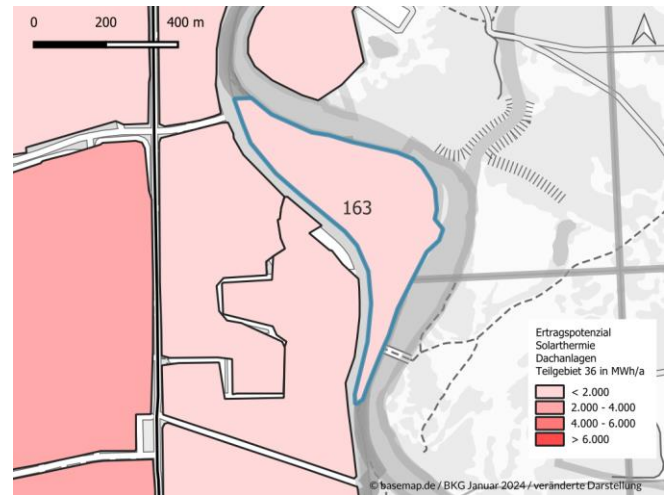 0 200 400 m
163
Ertragspotenzial
Solarthermie
Dachanlagen
Teilgebiet 36 in MWh/a
< 2.000
2.000 - 4.000
4.000 - 6.000
> 6.000
© basemap.de / BKG Januar 2024 / veränderte Darstellung